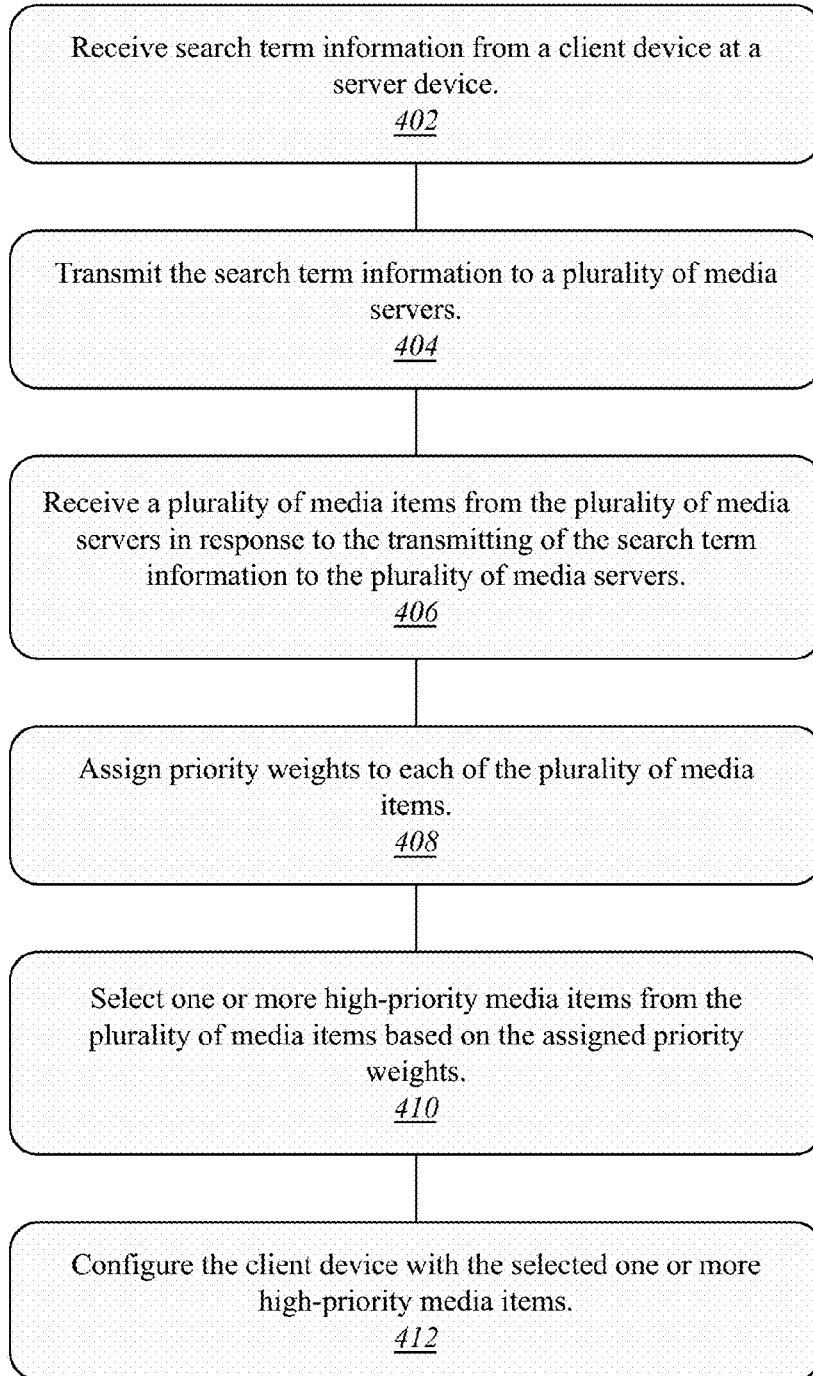 Receive search term information from a client device at a
server device.
402
Transmit the search term information to a plurality of media
servers.
404
Receive a plurality of media items from the plurality of media
servers in response to the transmitting of the search term
information to the plurality of media servers.
406
Assign priority weights to each of the plurality of media
items.
408
Select one or more high-priority media items from the
plurality of media items based on the assigned priority
weights.
410
Configure the client device with the selected one or more
high-priority media items.
412